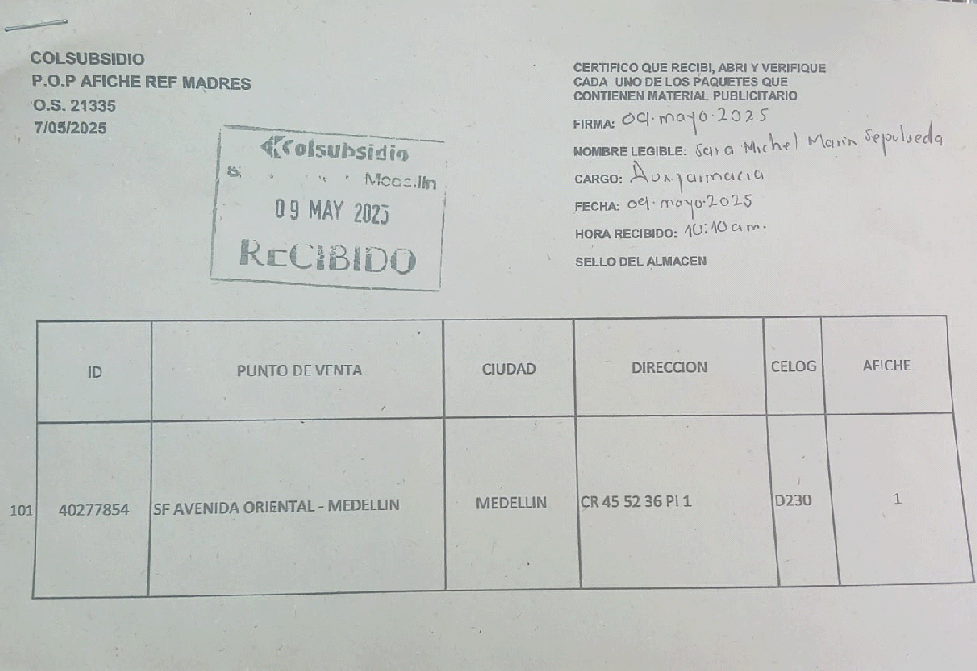 COLSUBSIDIO
P.O.P AFICHE REF MADRES
O.S. 21335
7/05/2025
Colsubsidio
Medellin
09 MAY 2025
RECIBIDO
CERTIFICO QUE RECIBI, ABRI Y VERIFIQUE
CADA UNO DE LOS PAQUETES QUE
CONTIENEN MATERIAL PUBLICITARIO
FIRMA: 09.mayo.2025
NOMBRE LEGIBLE: Sara Michel Marin Sepulveda
CARGO:
FECHA: 09.mayo.2025
HORA RECIBIDO: 10:10 am.
SELLO DEL ALMACEN
ID PUNTO DE VENTA CIUDAD DIRECCION CELOG AFICHE
101 40277854 SF AVENIDA ORIENTAL - MEDELLIN MEDELLIN CR 45 52 36 PI 1 D230 1